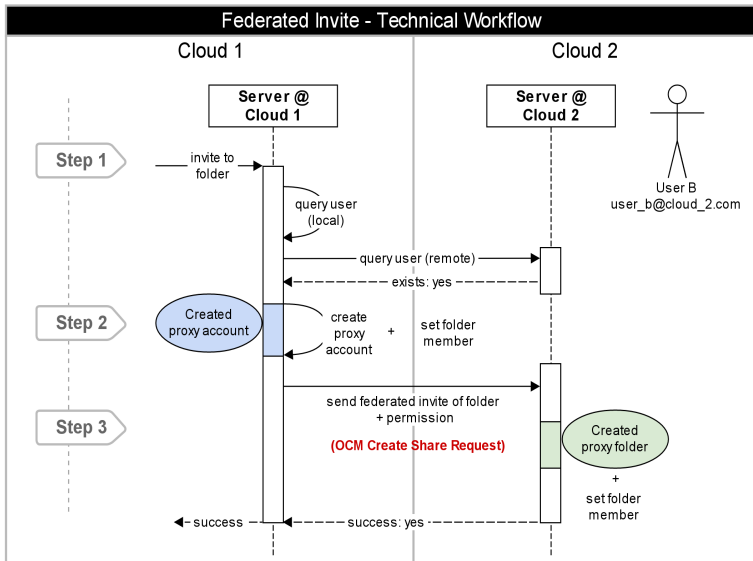 Federated Invite - Technical Workflow
Cloud 1
Cloud 2
Server @
Cloud 1
Server @
Cloud 2
Step 1
invite to
folder
query user
(local)
User B
user_b@cloud_2.com
query user (remote)
exists: yes
Step 2
Created
proxy account
create
proxy
account
+
set folder
member
send federated invite of folder
+ permission
(OCM Create Share Request)
Step 3
Created
proxy folder
+
set folder
member
success
success: yes